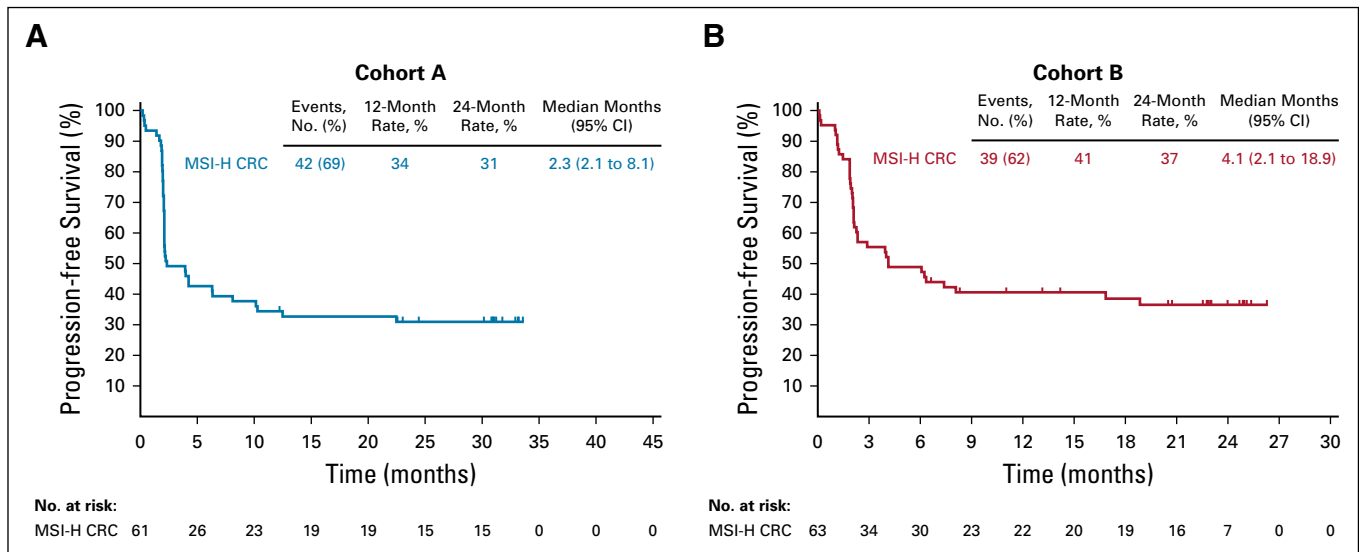 A
Cohort A
Events, No. (%) 12-Month Rate, % 24-Month Rate, % Median Months (95% CI)
MSI-H CRC 42 (69) 34 31 2.3 (2.1 to 8.1)
Progression-free Survival (%)
100
90
80
70
60
50
40
30
20
10
0 5 10 15 20 25 30 35 40 45
Time (months)
No. at risk:
MSI-H CRC 61 26 23 19 19 15 15 0 0 0
B
Cohort B
Events, No. (%) 12-Month Rate, % 24-Month Rate, % Median Months (95% CI)
MSI-H CRC 39 (62) 41 37 4.1 (2.1 to 18.9)
Progression-free Survival (%)
100
90
80
70
60
50
40
30
20
10
0 3 6 9 12 15 18 21 24 27 30
Time (months)
No. at risk:
MSI-H CRC 63 34 30 23 22 20 19 16 7 0 0